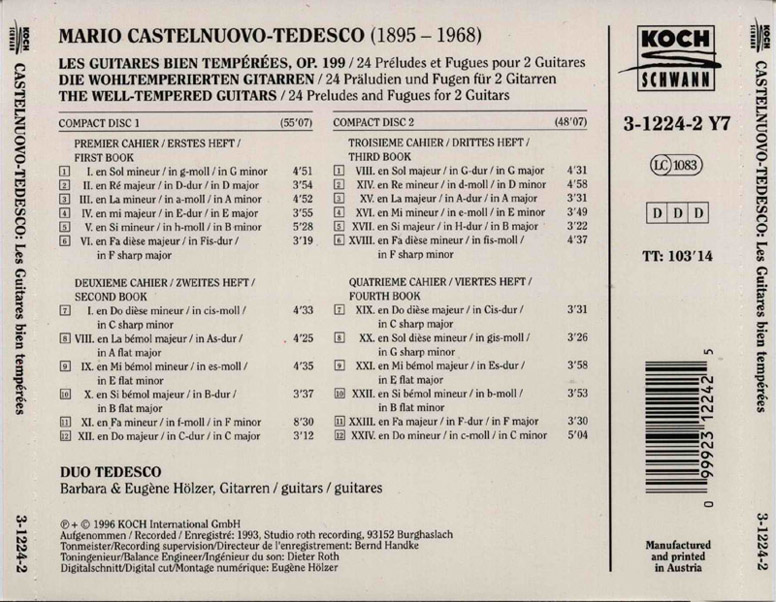 KOCH
SCHWANN
CASTELNUOVO-TEDESCO: Les Guitares bien tempérées
3-1224-2
MARIO CASTELNUOVO-TEDESCO (1895 – 1968)
LES GUITARES BIEN TEMPÉRÉES, OP. 199 / 24 Préludes et Fugues pour 2 Guitares
DIE WOHLTEMPERIERTEN GITARREN / 24 Präludien und Fugen für 2 Gitarren
THE WELL-TEMPERED GUITARS / 24 Preludes and Fugues for 2 Guitars
COMPACT DISC 1 (55'07)
PREMIER CAHIER / ERSTES HEFT /
FIRST BOOK
1 I. en Sol mineur / in g-moll / in G minor 4'51
2 II. en Ré majeur / in D-dur / in D major 3'54
3 III. en La mineur / in a-moll / in A minor 4'52
4 IV. en mi majeur / in E-dur / in E major 3'55
5 V. en Si mineur / in h-moll / in B minor 5'28
6 VI. en Fa dièse majeur / in Fis-dur / 3'19
in F sharp major
DEUXIEME CAHIER / ZWEITES HEFT /
SECOND BOOK
7 I. en Do dièse mineur / in cis-moll / 4'33
in C sharp minor
8 VIII. en La bémol majeur / in As-dur / 4'25
in A flat major
9 IX. en Mi bémol mineur / in es-moll / 4'35
in E flat minor
10 X. en Si bémol majeur / in B-dur / 3'37
in B flat major
11 XI. en Fa mineur / in f-moll / in F minor 8'30
12 XII. en Do majeur / in C-dur / in C major 3'12
COMPACT DISC 2 (48'07)
TROISIEME CAHIER / DRITTES HEFT /
THIRD BOOK
1 VIII. en Sol majeur / in G-dur / in G major 4'31
2 XIV. en Re mineur / in d-moll / in D minor 4'58
3 XV. en La majeur / in A-dur / in A major 3'31
4 XVI. en Mi mineur / in e-moll / in E minor 3'49
5 XVII. en Si majeur / in H-dur / in B major 3'22
6 XVIII. en Fa dièse mineur / in fis-moll / 4'37
in F sharp minor
QUATRIEME CAHIER / VIERTES HEFT /
FOURTH BOOK
7 XIX. en Do dièse majeur / in Cis-dur / 3'31
in C sharp major
8 XX. en Sol dièse mineur / in gis-moll / 3'26
in G sharp minor
9 XXI. en Mi bémol majeur / in Es-dur / 3'58
in E flat major
10 XXII. en Si bémol mineur / in b-moll / 3'53
in B flat minor
11 XXIII. en Fa majeur / in F-dur / in F major 3'30
12 XXIV. en Do mineur / in c-moll / in C minor 5'04
DUO TEDESCO
Barbara & Eugène Hölzer, Gitarren / guitars / guitares
℗ + © 1996 KOCH International GmbH
Aufgenommen / Recorded / Enregistré: 1993, Studio roth recording, 93152 Burghaslach
Tonmeister/Recording supervision/Directeur de l'enregistrement: Bernd Handke
Toningenieur/Balance Engineer/Ingénieur du son: Dieter Roth
Digitalschnitt/Digital cut/Montage numérique: Eugène Hölzer
KOCH
SCHWANN
3-1224-2 Y7
LC 1083
D D D
TT: 103'14
0 99923 12242 5
Manufactured
and printed
in Austria
KOCH
SCHWANN
CASTELNUOVO-TEDESCO: Les Guitares bien tempérées
3-1224-2